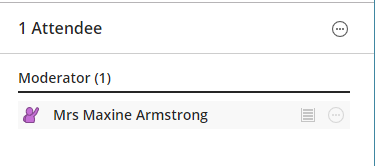 1 Attendee
Moderator (1)
Mrs Maxine Armstrong